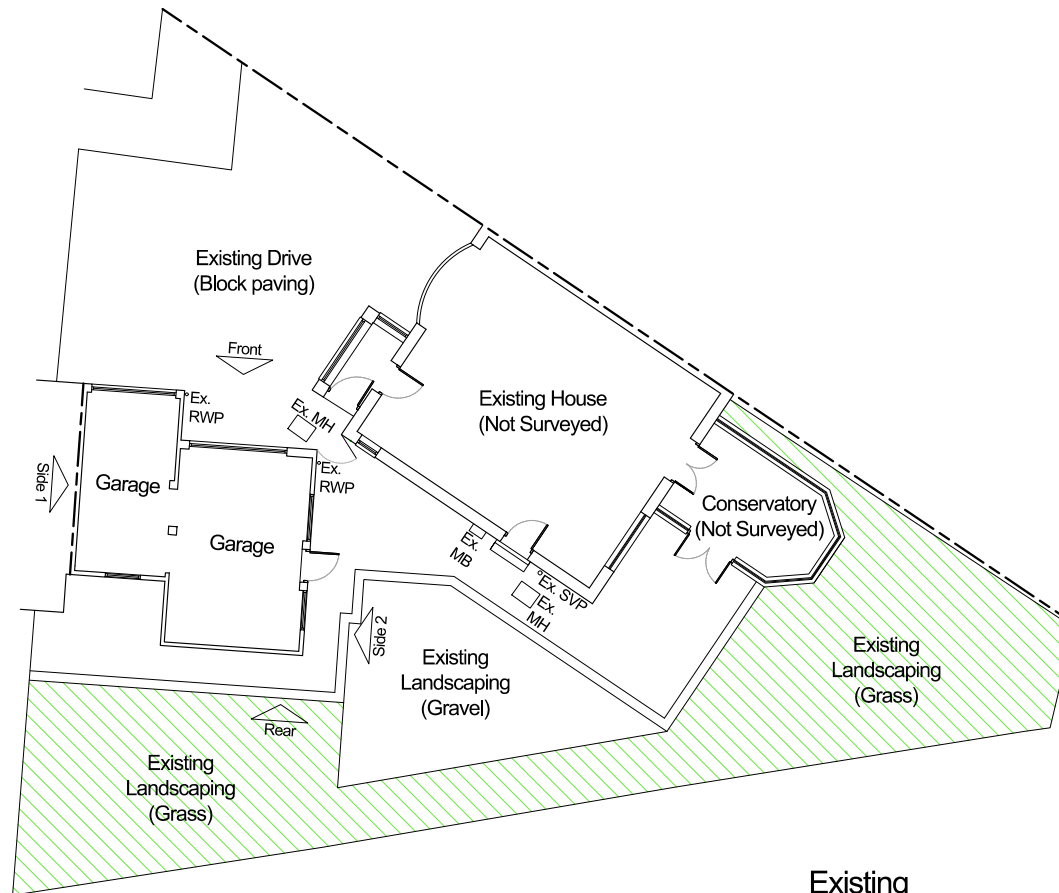 Existing Drive
(Block paving)
Front
Ex.
RWP
Ex. MH
Existing House
(Not Surveyed)
Ex.
RWP
Side 1
Garage
Garage
Conservatory
(Not Surveyed)
Ex.
MB
Ex. SVP
Ex.
MH
Side 2
Existing
Landscaping
(Gravel)
Existing
Landscaping
(Grass)
Rear
Existing
Landscaping
(Grass)
Existing